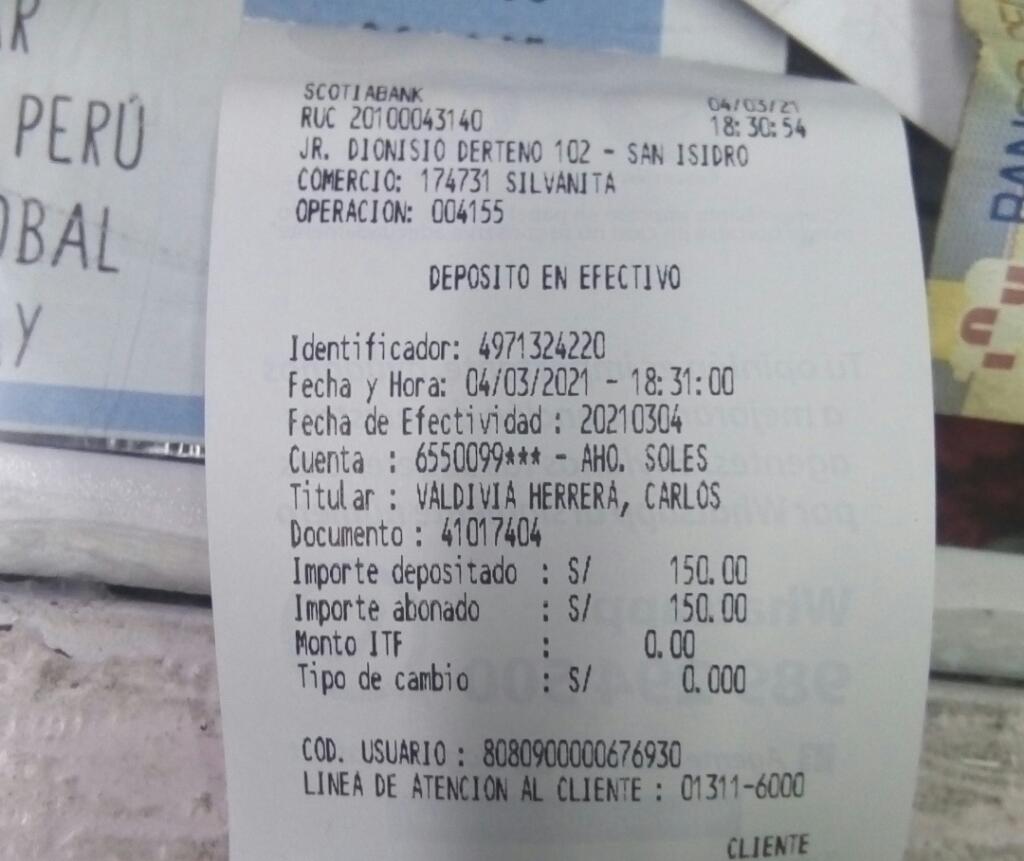 R
PERÚ
OBAL
Y
SCOTIABANK
04/03/21
RUC 20100043140
18:30:54
JR. DIONISIO DERTENO 102 - SAN ISIDRO
COMERCIO: 174731 SILVANITA
OPERACION: 004155
DEPOSITO EN EFECTIVO
Identificador: 4971324220
Fecha y Hora: 04/03/2021 - 18:31:00
Fecha de Efectividad : 20210304
Cuenta : 6550099*** - AHO. SOLES
Titular : VALDIVIA HERRERA, CARLOS
Documento : 41017404
Importe depositado : S/ 150.00
Importe abonado : S/ 150.00
Monto ITF : 0.00
Tipo de cambio : S/ 0.000
COD. USUARIO : 8080900000676930
LINEA DE ATENCION AL CLIENTE : 01311-6000
CLIENTE